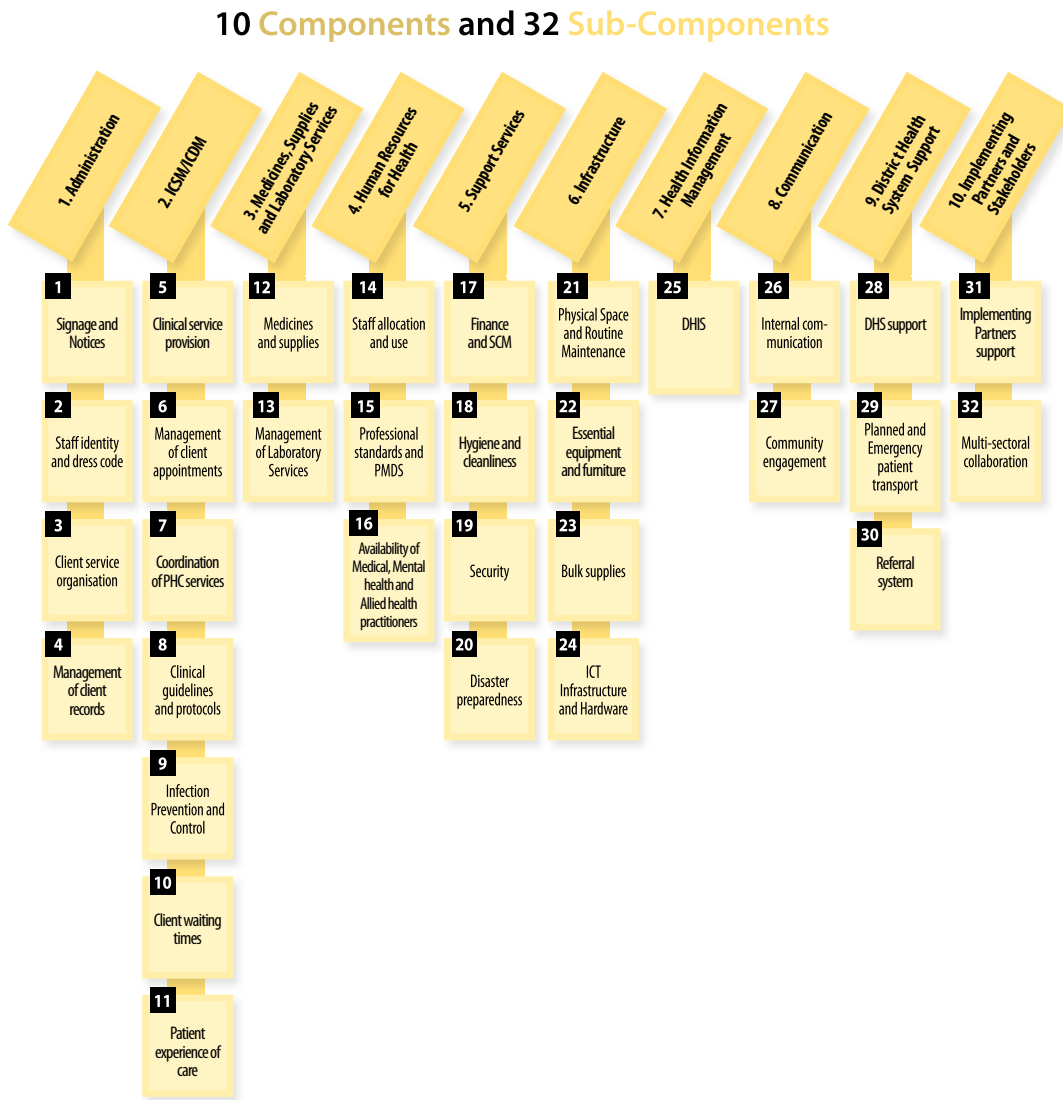 10 Components and 32 Sub-Components
1. Administration
2. ICSM/ICDM
3. Medicines, Supplies
and Laboratory Services
4. Human Resources
for Health
5. Support Services
6. Infrastructure
7. Health Information
Management
8. Communication
9. District Health
System Support
10. Implementing
Partners and
Stakeholders
1
Signage and
Notices
2
Staff identity
and dress code
3
Client service
organisation
4
Management
of client
records
5
Clinical service
provision
6
Management
of client
appointments
7
Coordination
of PHC services
8
Clinical
guidelines
and protocols
9
Infection
Prevention and
Control
10
Client waiting
times
11
Patient
experience of
care
12
Medicines
and supplies
13
Management
of Laboratory
Services
14
Staff allocation
and use
15
Professional
standards and
PMDS
16
Availability of
Medical, Mental
health and
Allied health
practitioners
17
Finance
and SCM
18
Hygiene and
cleanliness
19
Security
20
Disaster
preparedness
21
Physical Space
and Routine
Maintenance
22
Essential
equipment
and furniture
23
Bulk supplies
24
ICT
Infrastructure
and Hardware
25
DHIS
26
Internal com-
munication
27
Community
engagement
28
DHS support
29
Planned and
Emergency
patient
transport
30
Referral
system
31
Implementing
Partners
support
32
Multi-sectoral
collaboration